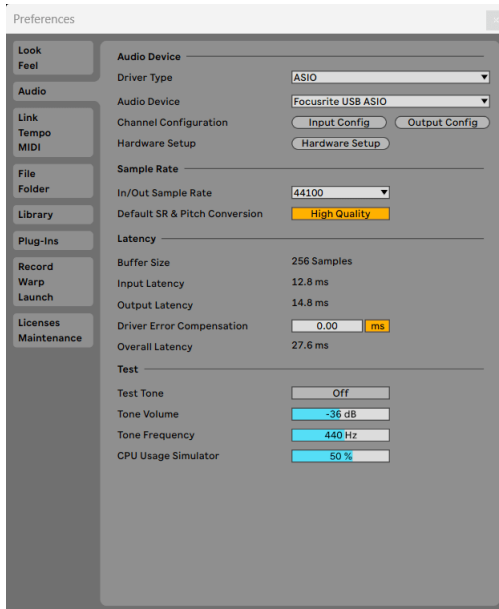 Preferences
Look
Feel
Audio
Link
Tempo
MIDI
File
Folder
Library
Plug-Ins
Record
Warp
Launch
Licenses
Maintenance
Audio Device
Driver Type ASIO
Audio Device Focusrite USB ASIO
Channel Configuration Input Config Output Config
Hardware Setup Hardware Setup
Sample Rate
In/Out Sample Rate 44100
Default SR & Pitch Conversion High Quality
Latency
Buffer Size 256 Samples
Input Latency 12.8 ms
Output Latency 14.8 ms
Driver Error Compensation 0.00 ms
Overall Latency 27.6 ms
Test
Test Tone Off
Tone Volume -36 dB
Tone Frequency 440 Hz
CPU Usage Simulator 50 %